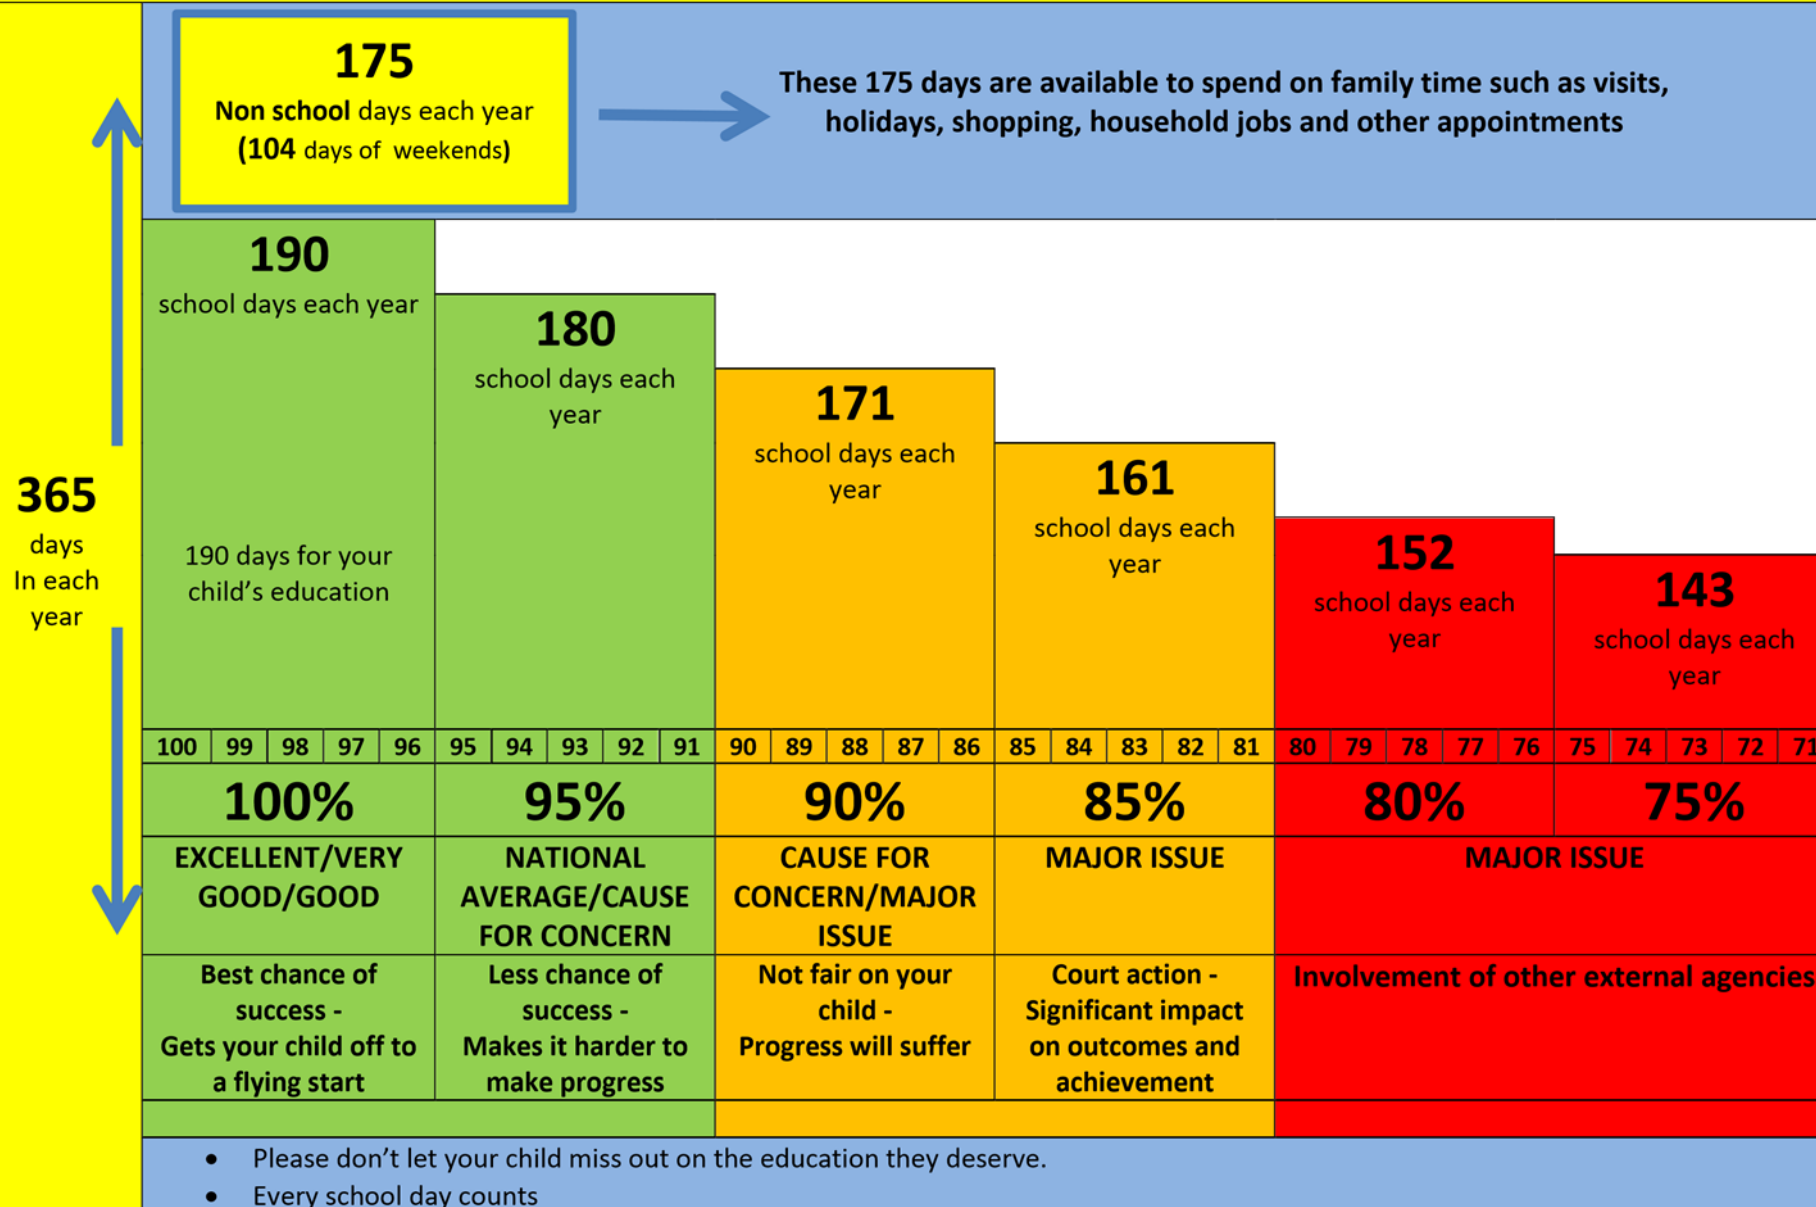 175
Non school days each year
(104 days of weekends)
These 175 days are available to spend on family time such as visits,
holidays, shopping, household jobs and other appointments
365
days
In each
year
190
school days each year
190 days for your
child's education
180
school days each
year
171
school days each
year
161
school days each
year
152
school days each
year
143
school days each
year
100 99 98 97 96 95 94 93 92 91 90 89 88 87 86 85 84 83 82 81 80 79 78 77 76 75 74 73 72 71
100% 95% 90% 85% 80% 75%
EXCELLENT/VERY
GOOD/GOOD
NATIONAL
AVERAGE/CAUSE
FOR CONCERN
CAUSE FOR
CONCERN/MAJOR
ISSUE
MAJOR ISSUE
MAJOR ISSUE
Best chance of
success -
Gets your child off to
a flying start
Less chance of
success -
Makes it harder to
make progress
Not fair on your
child -
Progress will suffer
Court action -
Significant impact
on outcomes and
achievement
Involvement of other external agencies
• Please don't let your child miss out on the education they deserve.
• Every school day counts